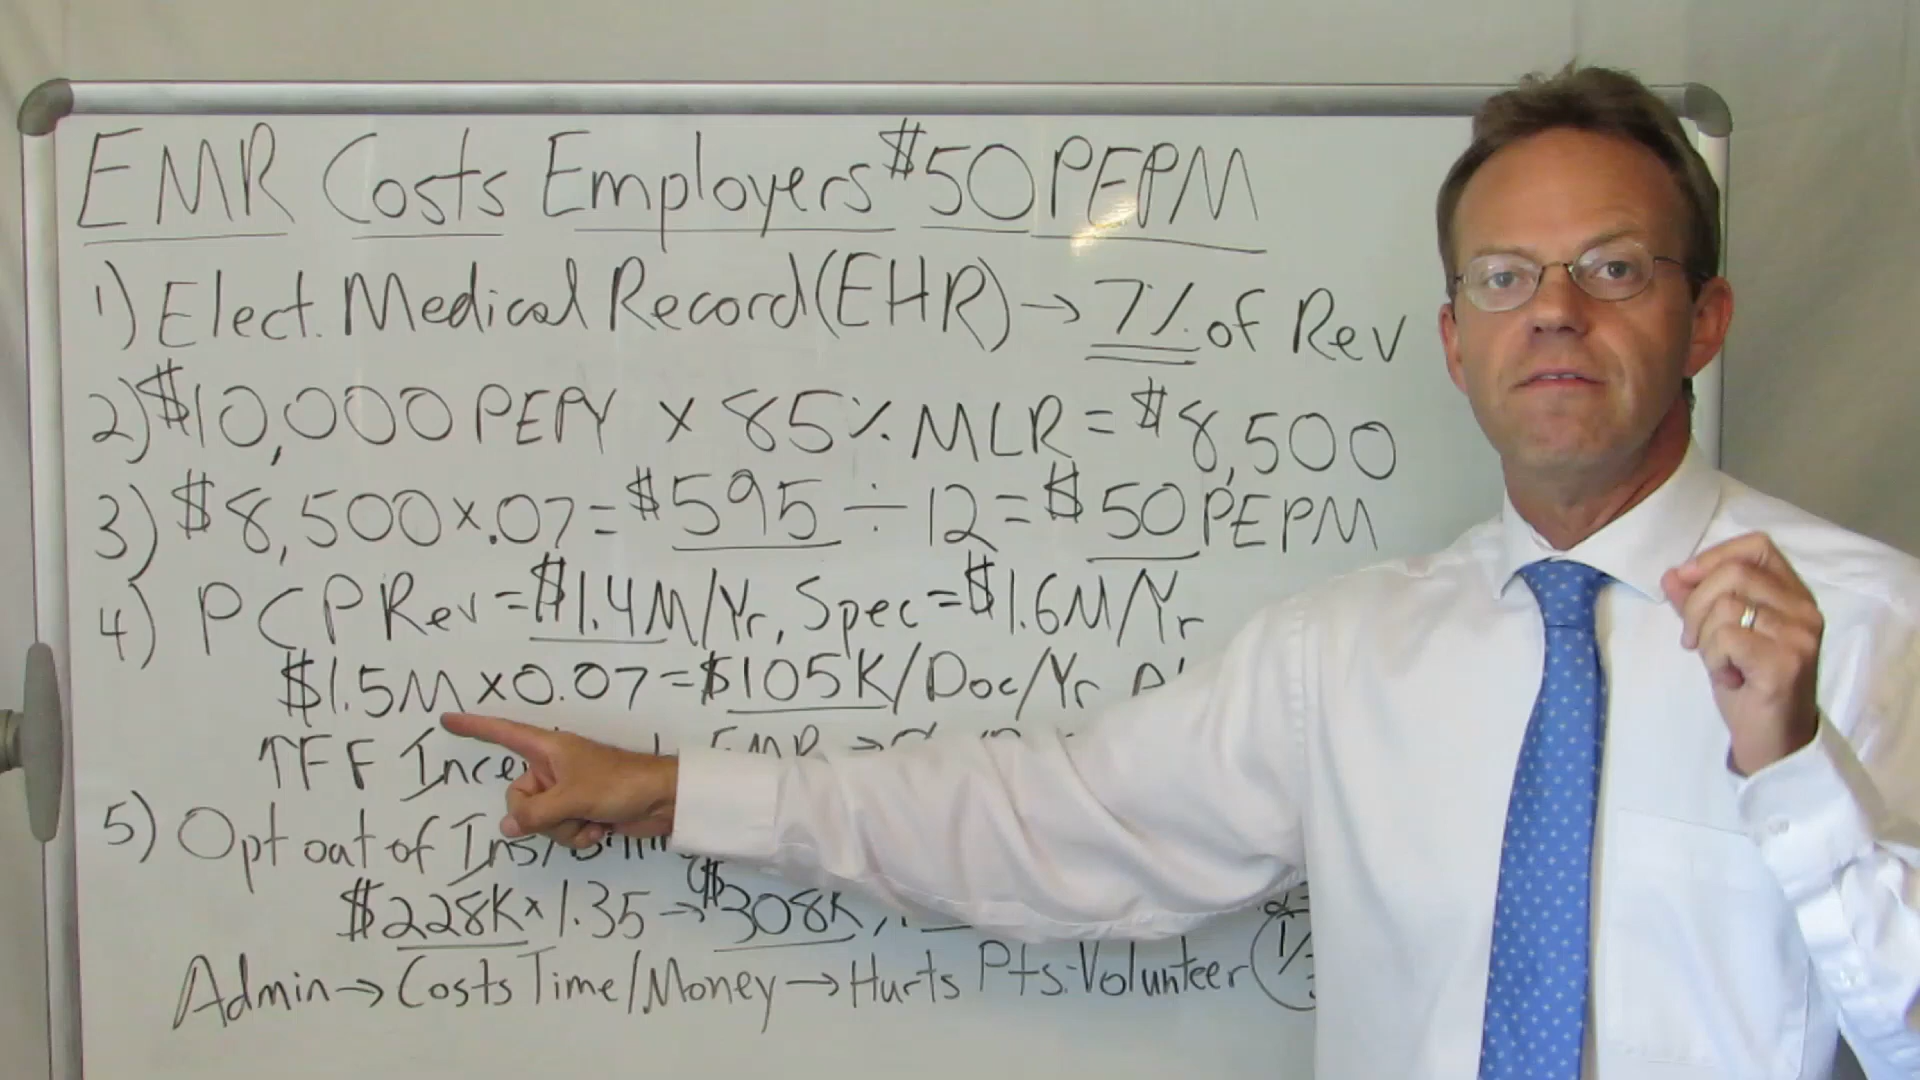 EMR Costs Employers $50 PEPM
1) Elect. Medical Record (EHR) → 7% of Rev
2) $10,000 PEPY x 85% MLR = $8,500
3) $8,500 x .07 = $595 ÷ 12 = $50 PEPM
4) PCP Rev = $1.4M/Yr, Spec = $1.6M/Yr
$1.5M x 0.07 = $105K/Doc/Yr
EMR →
5) Opt out of Ins/
$228K x 1.35 → $308K
Admin → Costs Time/Money → Hurts Pts. Volunteer